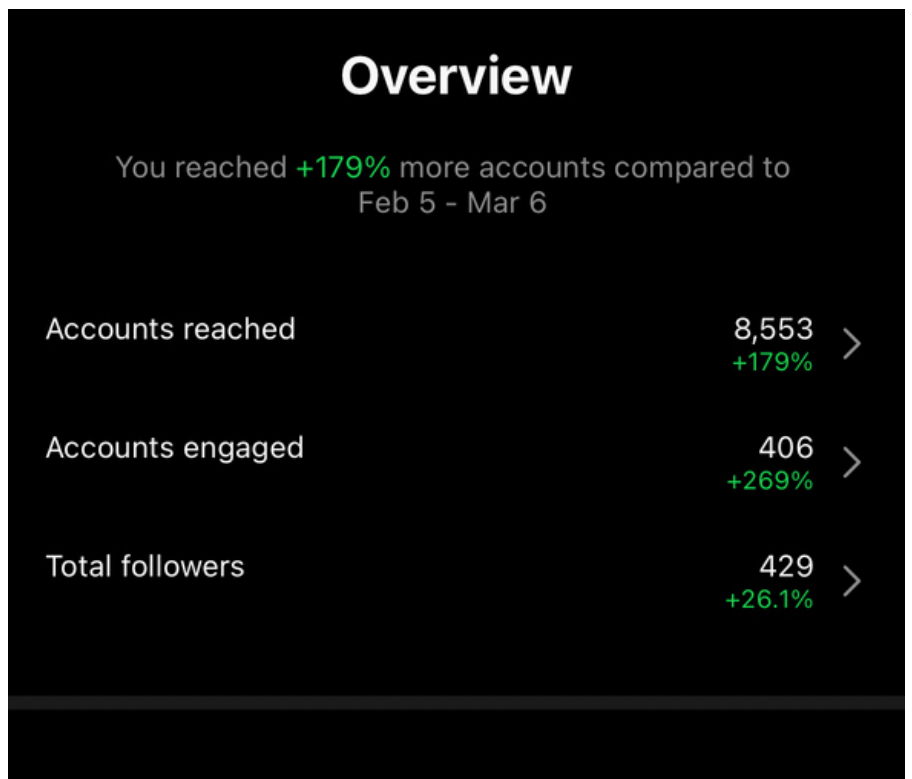 Overview
You reached +179% more accounts compared to
Feb 5 - Mar 6
Accounts reached
8,553
+179%
Accounts engaged
406
+269%
Total followers
429
+26.1%